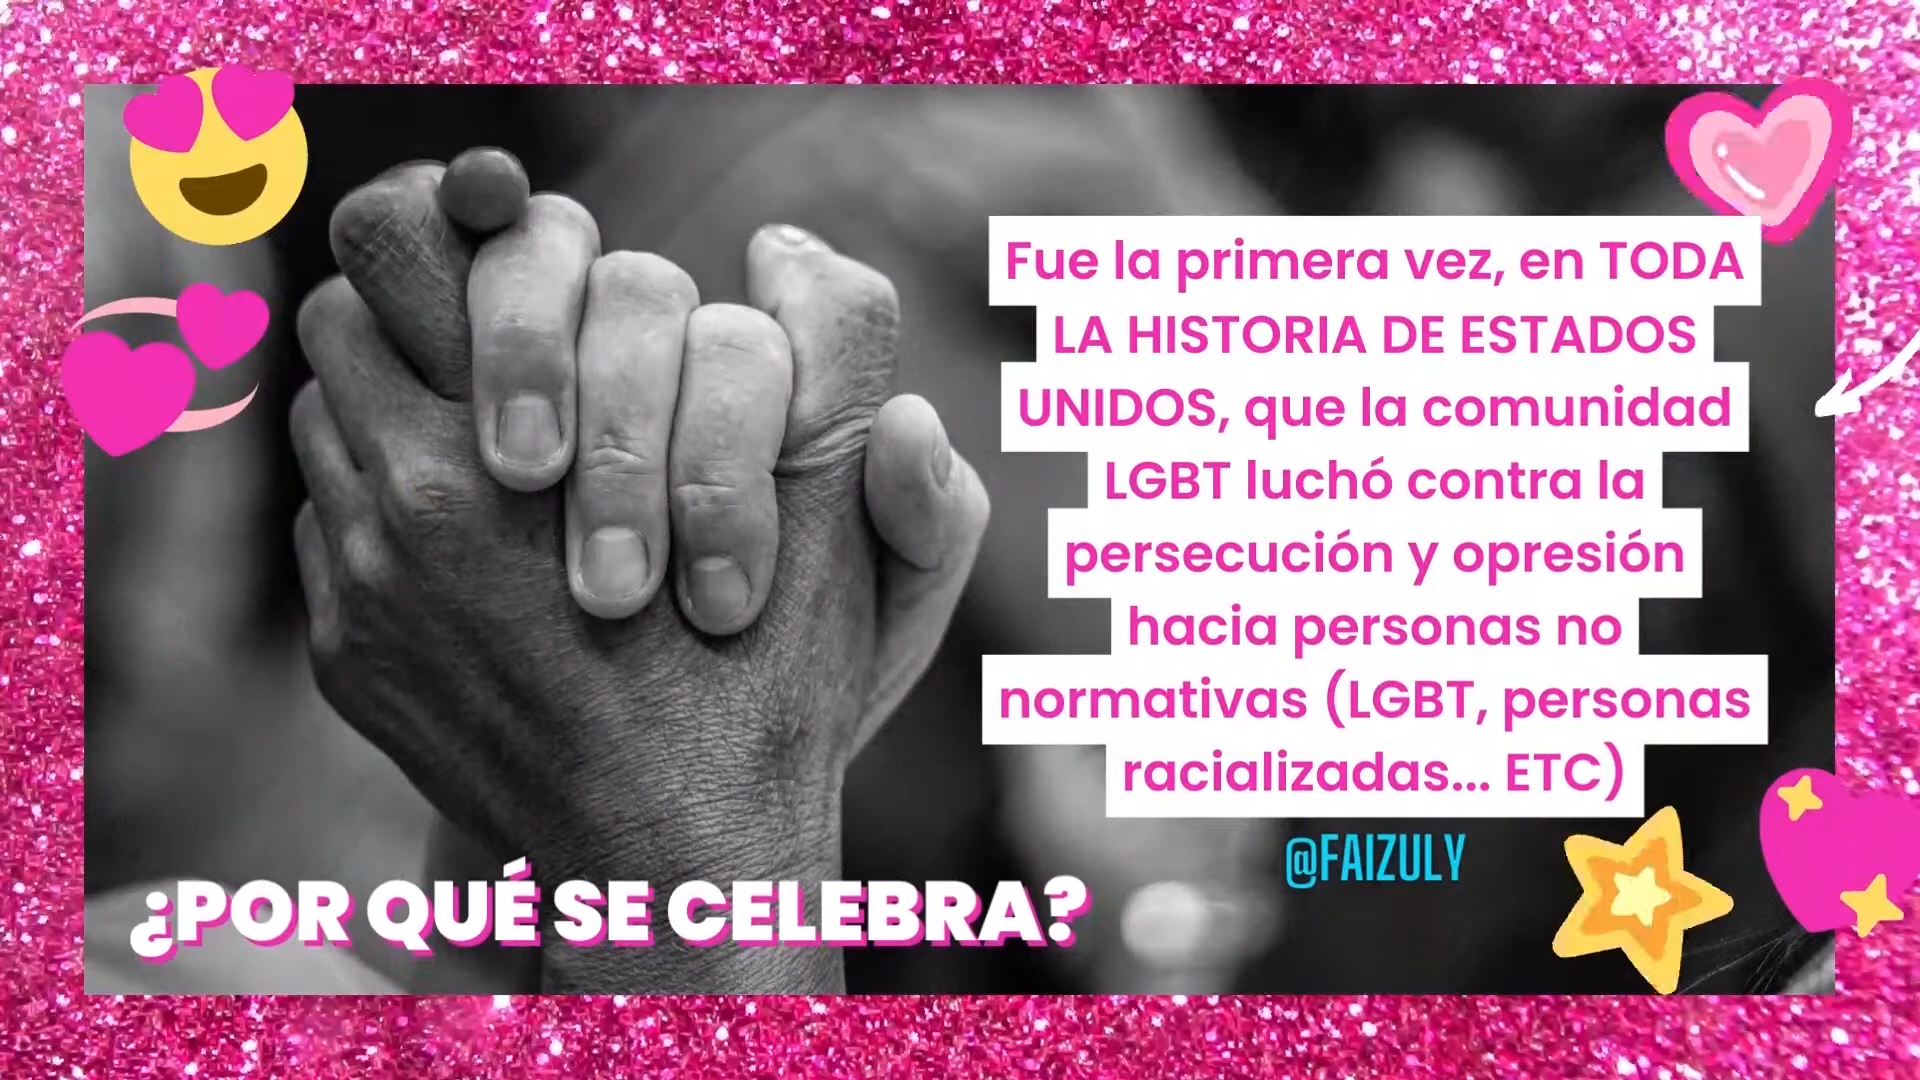 Fue la primera vez, en TODA
LA HISTORIA DE ESTADOS
UNIDOS, que la comunidad
LGBT luchó contra la
persecución y opresión
hacia personas no
normativas (LGBT, personas
racializadas... ETC)
@FAIZULY
¿POR QUÉ SE CELEBRA?